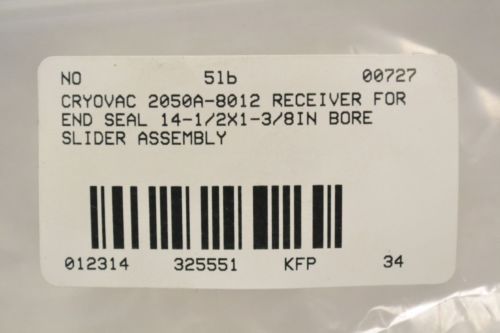 NO 5lb 00727
CRYOVAC 2050A-8012 RECEIVER FOR
END SEAL 14-1/2X1-3/8IN BORE
SLIDER ASSEMBLY
012314 325551 KFP 34